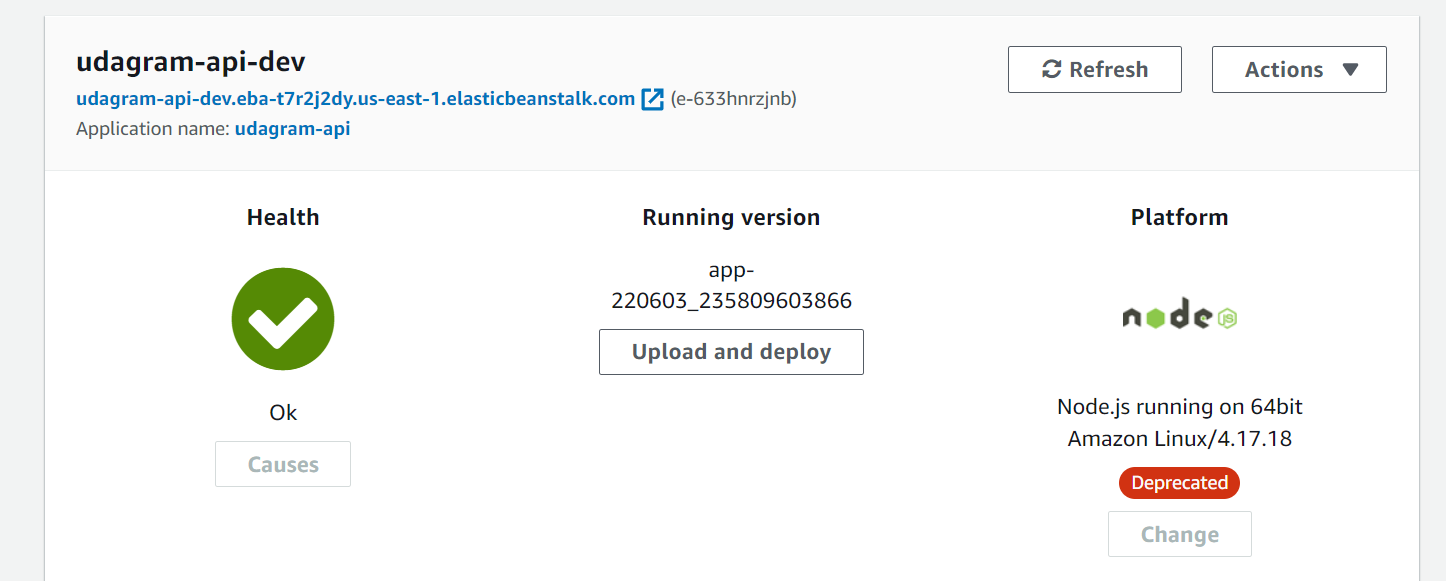 udagram-api-dev
Refresh
Actions
udagram-api-dev.eba-t7r2j2dy.us-east-1.elasticbeanstalk.com (e-633hnrzjnb)
Application name: udagram-api
Health
Running version
Platform
app-
220603_235809603866
Upload and deploy
node JS
Ok
Node.js running on 64bit
Amazon Linux/4.17.18
Causes
Deprecated
Change